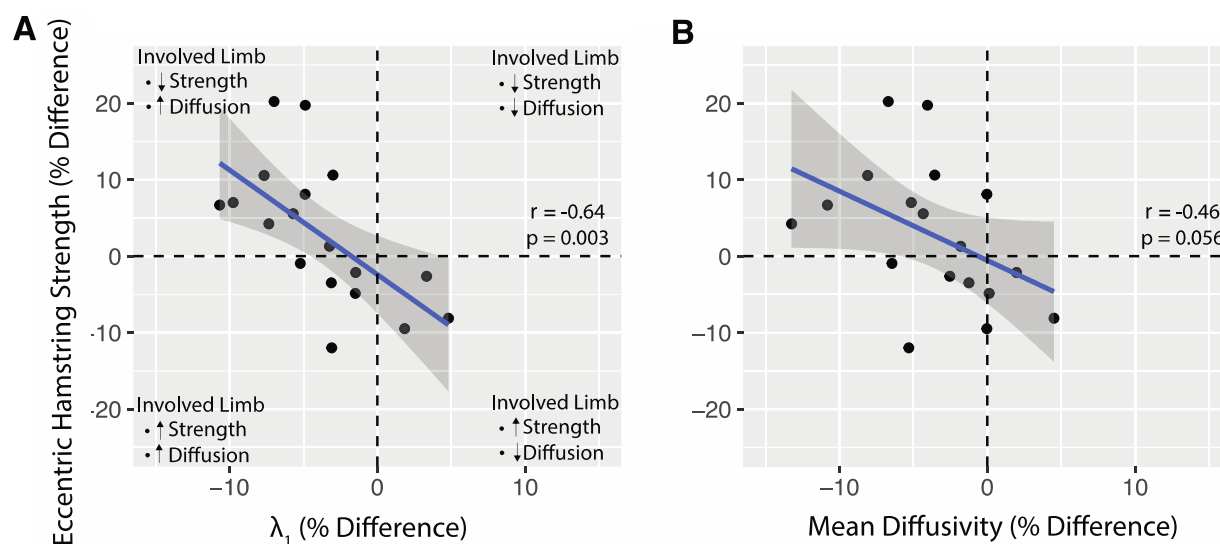 A
Eccentric Hamstring Strength (% Difference)
Involved Limb
• ↓ Strength
• ↑ Diffusion
Involved Limb
• ↓ Strength
• ↓ Diffusion
20
10
0
-10
-20
r = -0.64
p = 0.003
Involved Limb
• ↑ Strength
• ↑ Diffusion
Involved Limb
• ↑ Strength
• ↓ Diffusion
−10
0
10
λ₁ (% Difference)
B
20
10
0
−10
−20
r = -0.46
p = 0.056
−10
0
10
Mean Diffusivity (% Difference)